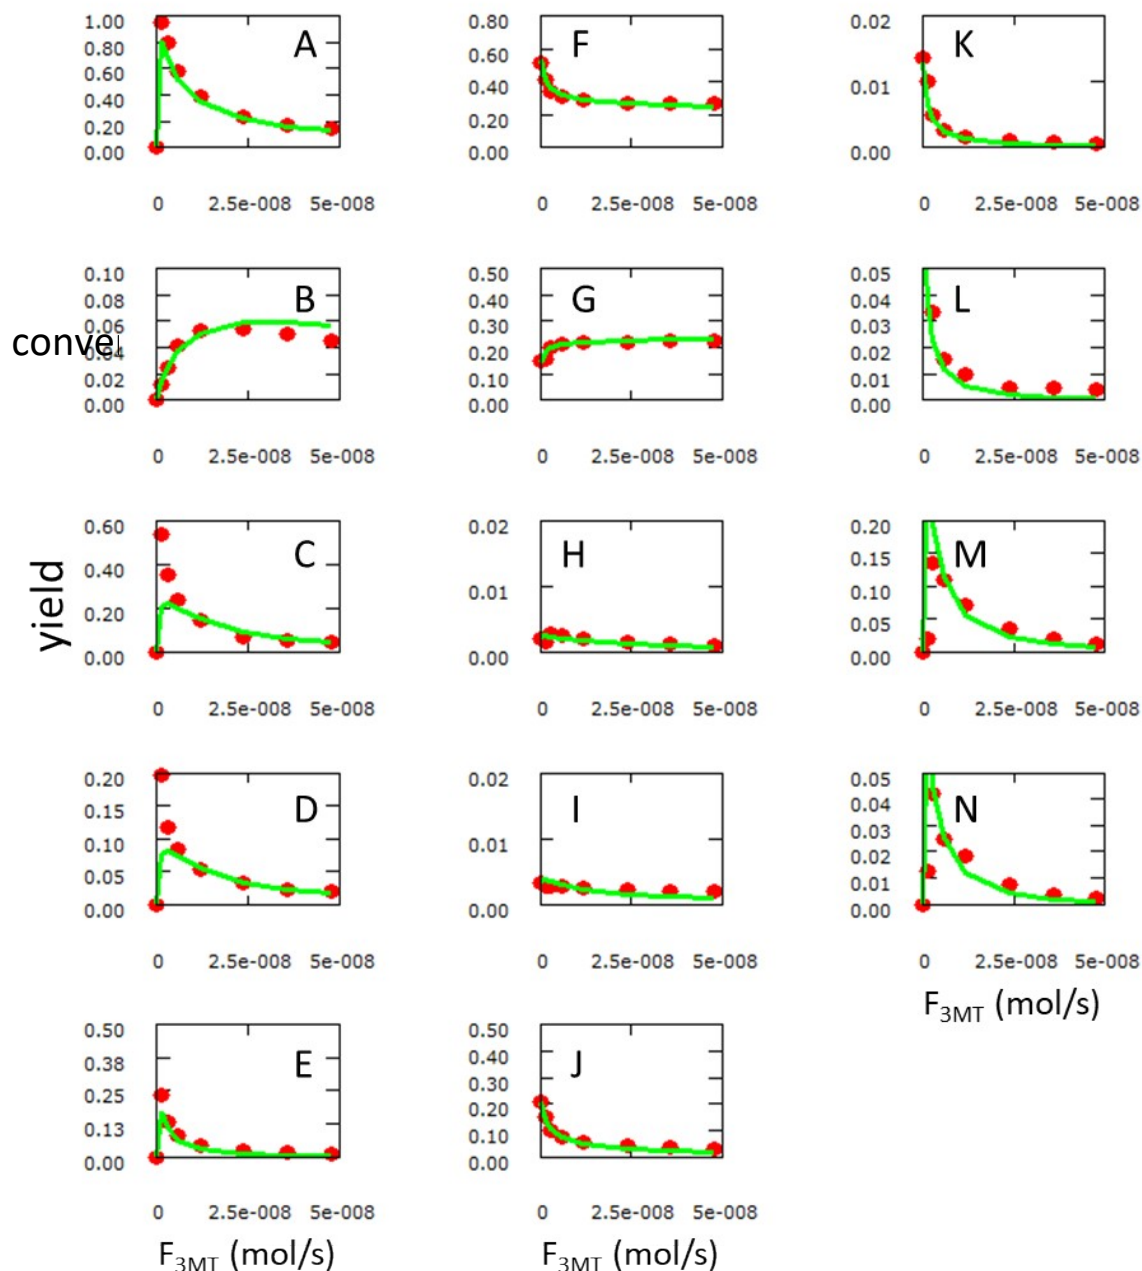 1.00 A
0.80
0.60
0.40
0.20
0.00
0 2.5e-008 5e-008
0.80 F
0.60
0.40
0.20
0.00
0 2.5e-008 5e-008
0.02 K
0.01
0.00
0 2.5e-008 5e-008
0.10 B
0.08
0.06
conve
0.04
0.02
0.00
0 2.5e-008 5e-008
0.50 G
0.40
0.30
0.20
0.10
0.00
0 2.5e-008 5e-008
0.05 L
0.04
0.03
0.02
0.01
0.00
0 2.5e-008 5e-008
yield
0.60 C
0.40
0.20
0.00
0 2.5e-008 5e-008
0.02 H
0.01
0.00
0 2.5e-008 5e-008
0.20 M
0.15
0.10
0.05
0.00
0 2.5e-008 5e-008
0.20 D
0.15
0.10
0.05
0.00
0 2.5e-008 5e-008
0.02 I
0.01
0.00
0 2.5e-008 5e-008
0.05 N
0.04
0.03
0.02
0.01
0.00
0 2.5e-008 5e-008
F3MT (mol/s)
0.50 E
0.38
0.25
0.13
0.00
0 2.5e-008 5e-008
F3MT (mol/s)
0.50 J
0.40
0.30
0.20
0.10
0.00
0 2.5e-008 5e-008
F3MT (mol/s)